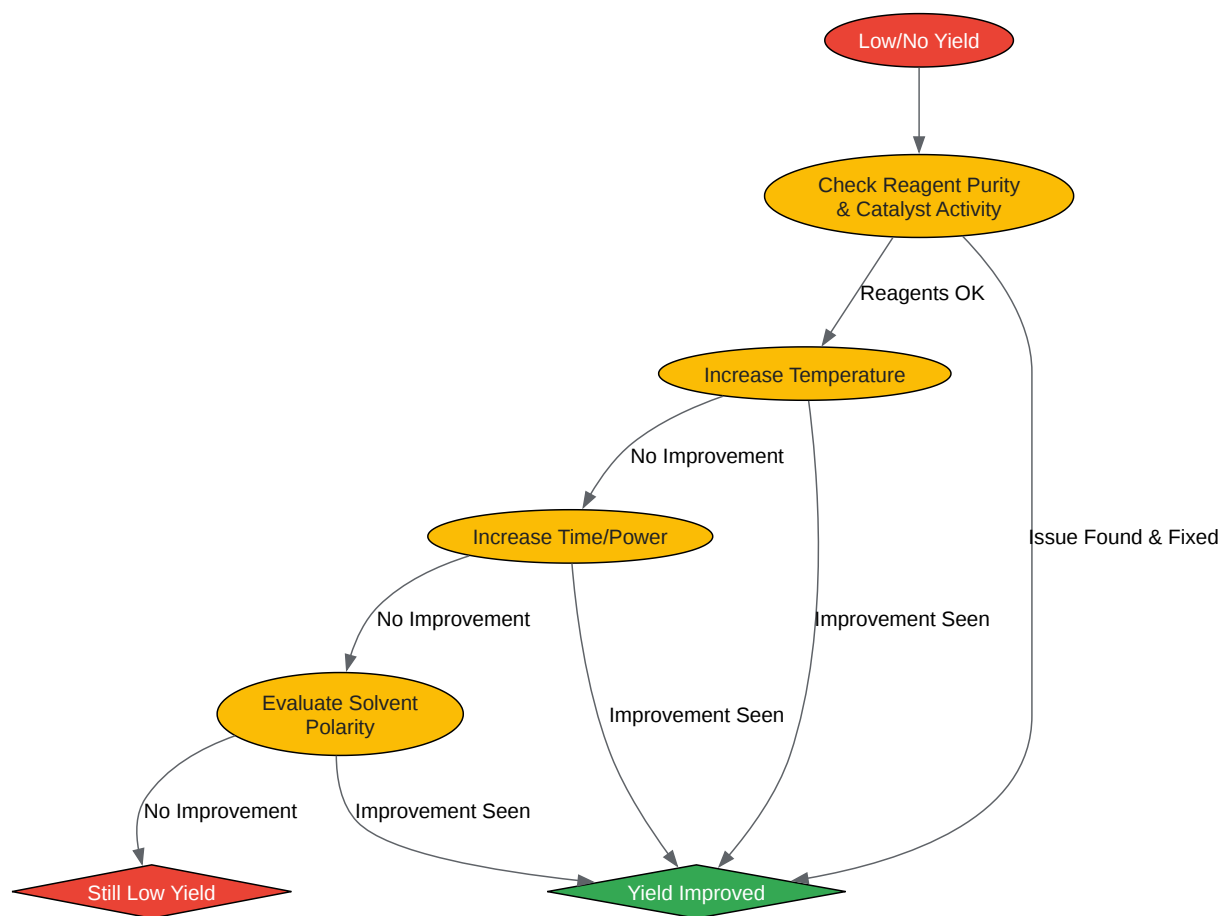 Low/No Yield
Check Reagent Purity
& Catalyst Activity
Reagents OK
Increase Temperature
No Improvement
Increase Time/Power
Issue Found & Fixed
No Improvement
Improvement Seen
Evaluate Solvent
Polarity
Improvement Seen
No Improvement
Improvement Seen
Still Low Yield
Yield Improved